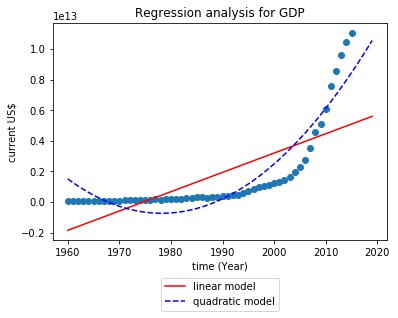 Regression analysis for GDP
1e13
1.0
0.8
0.6
0.4
0.2
0.0
−0.2
current US$
1960 1970 1980 1990 2000 2010 2020
time (Year)
linear model
quadratic model